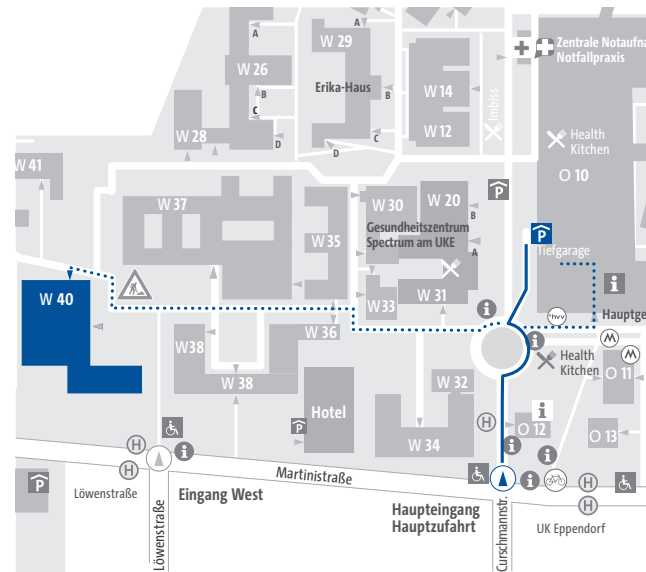 A
W 29
W 26
Zentrale Notaufna
Notfallpraxis
Erika-Haus
B
B
W 14
Imbiss
C
W 12
C
W 28
D
D
Health
Kitchen
W 41
O 10
W 37
P
W 30
W 20
B
Gesundheitszentrum
Spectrum am UKE
W 35
A
P
Tiefgarage
i
W 40
W 33
W 31
i
hvv
Hauptge
W 38
W 36
i
M
M
Health
Kitchen
O 11
W 38
W 32
Hotel
i
H
O 12
P
W 34
O 13
H
i
i
H
i
P
Martinistraße
i
H
Löwenstraße
Eingang West
Haupteingang
Hauptzufahrt
H
UK Eppendorf
Löwenstraße
Curschmannstr.